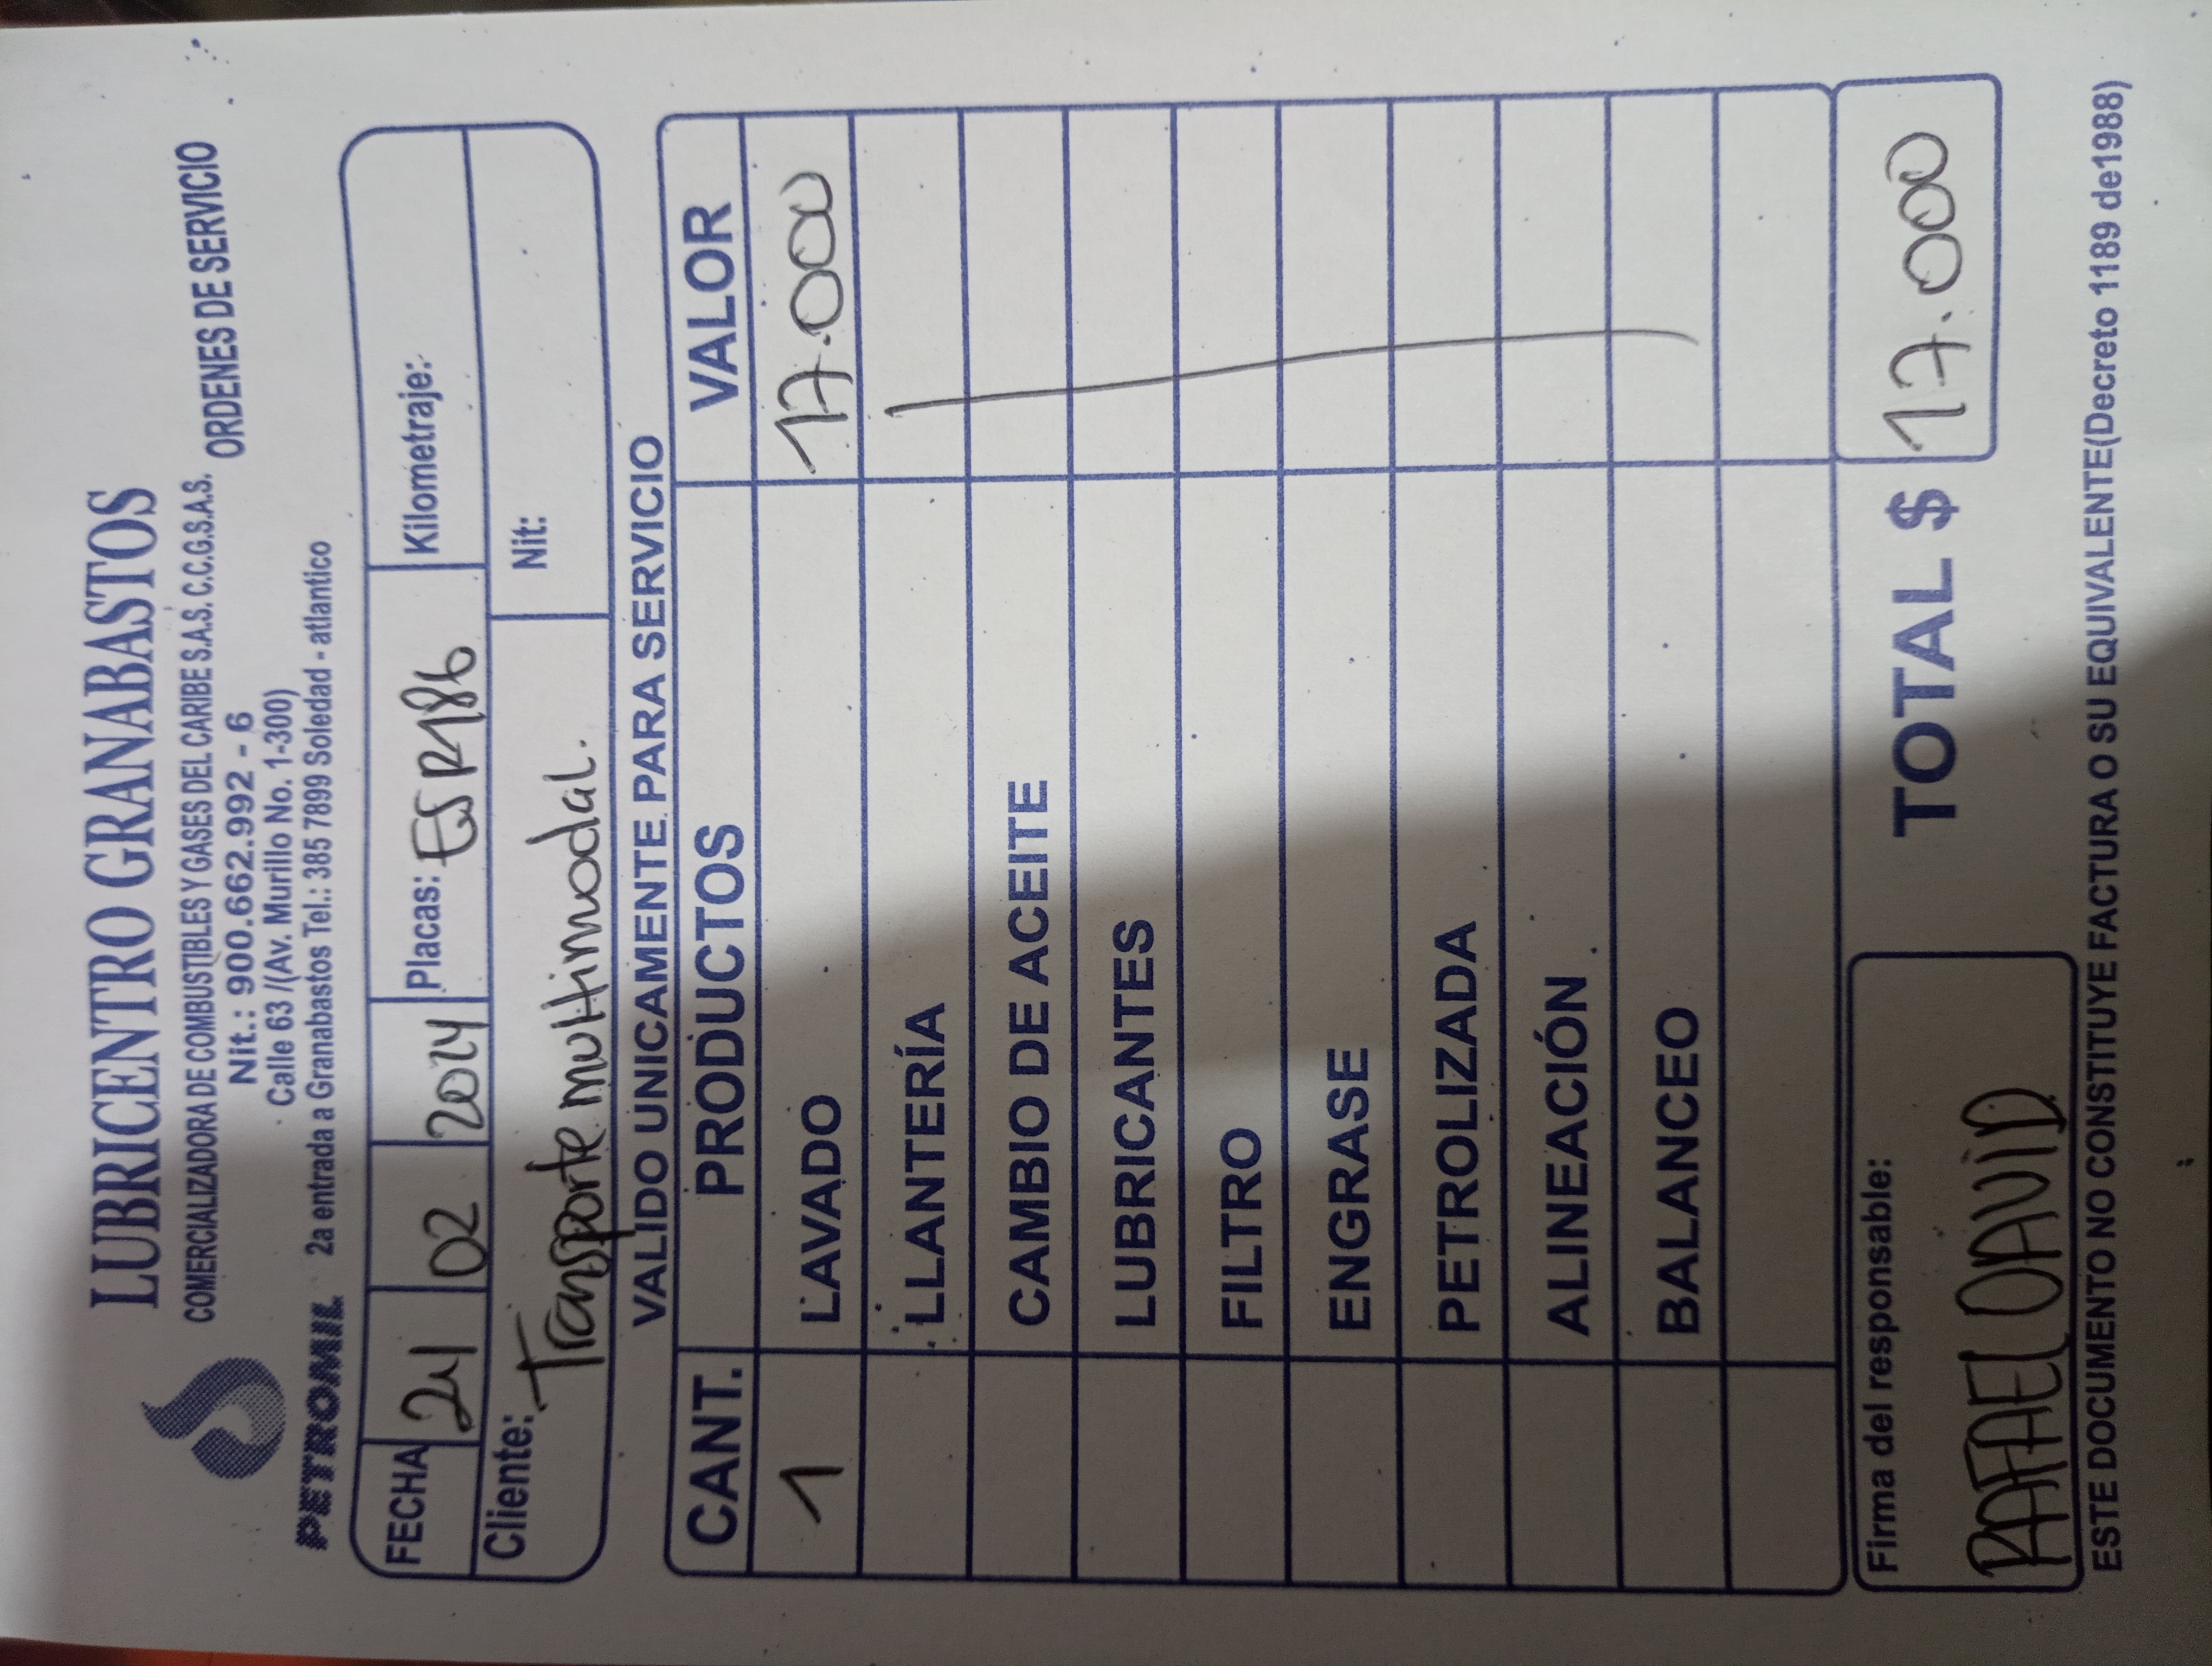 LUBRICENTRO GRANABASTOS
COMERCIALIZADORA DE COMBUSTIBLES Y GASES DEL CARIBE S.A.S. C.C.G.S.A.S.
Nit.: 900.662.992 - 6
ORDENES DE SERVICIO
Calle 63 /(Av. Murillo No. 1-300)
PETROMIL 2a entrada a Granabastos Tel.: 385 7899 Soledad - atlantico
FECHA 21 02 2024 Placas: ESR186 Kilometraje:
Cliente: Transporte multimodal. Nit:
VALIDO UNICAMENTE PARA SERVICIO
CANT. PRODUCTOS VALOR
1 LAVADO 17.000
LLANTERÍA
CAMBIO DE ACEITE
LUBRICANTES
FILTRO
ENGRASE
PETROLIZADA
ALINEACIÓN
BALANCEO
Firma del responsable:
RAFAEL DAVID
TOTAL $ 17.000
ESTE DOCUMENTO NO CONSTITUYE FACTURA O SU EQUIVALENTE(Decreto 1189 de1988)